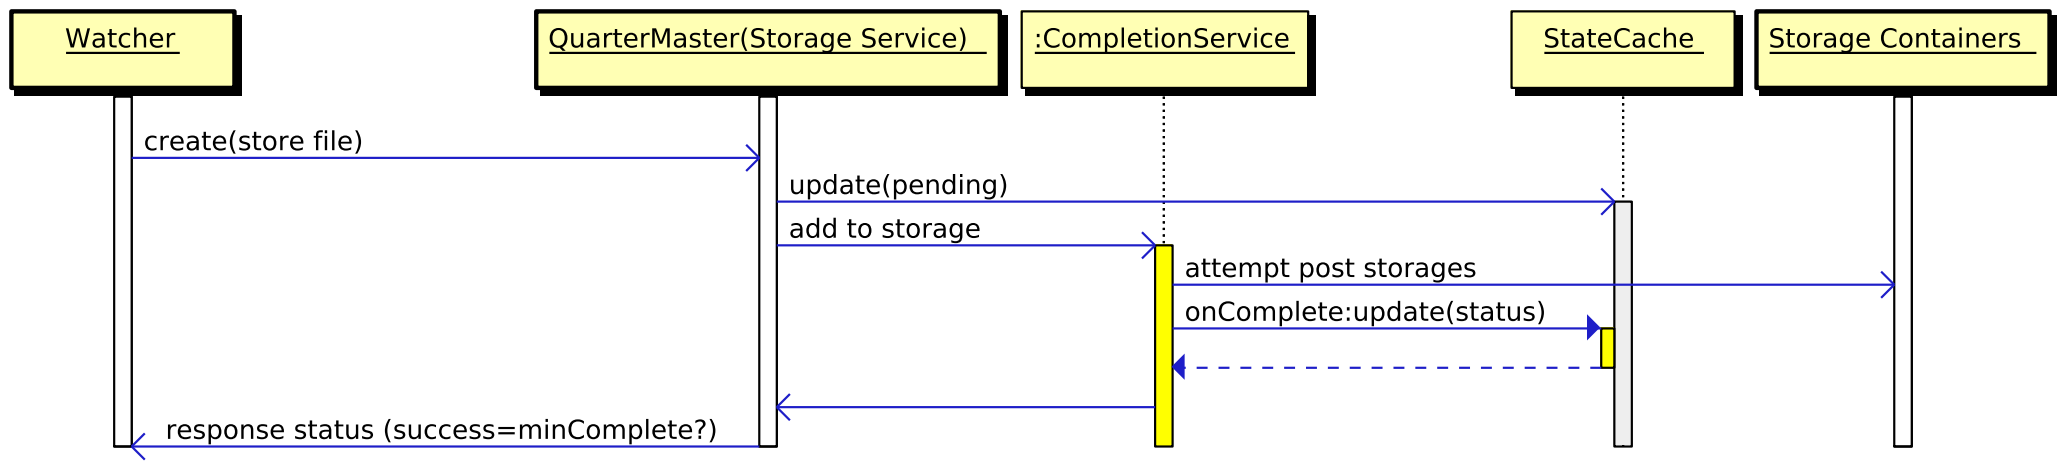 Watcher
QuarterMaster(Storage Service)
:CompletionService
StateCache
Storage Containers
create(store file)
update(pending)
add to storage
attempt post storages
onComplete:update(status)
response status (success=minComplete?)